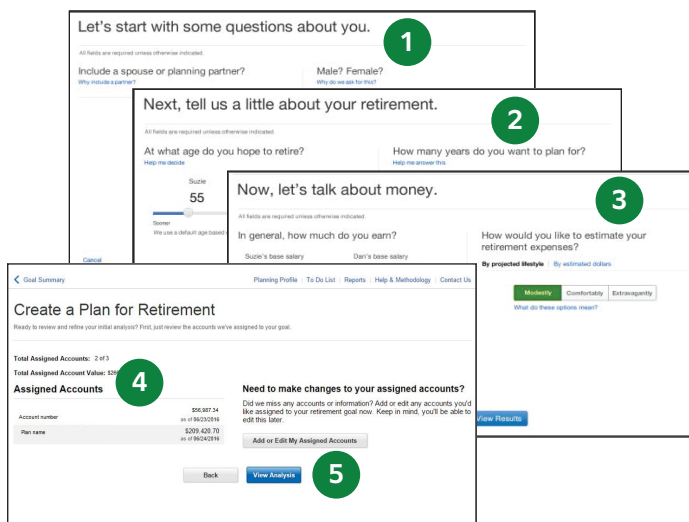 Let's start with some questions about you.
1
All fields are required unless otherwise indicated.
Include a spouse or planning partner?
Why include a partner?
Male? Female?
Why do we ask for this?
Next, tell us a little about your retirement.
2
All fields are required unless otherwise indicated.
At what age do you hope to retire?
Help me decide
How many years do you want to plan for?
Help me answer this
Suzie
55
Sooner
We use a default age based
Cancel
Now, let's talk about money.
3
All fields are required unless otherwise indicated
In general, how much do you earn?
Suzie's base salary Dan's base salary
How would you like to estimate your
retirement expenses?
By projected lifestyle | By estimated dollars
Modestly Comfortably Extravagantly
What do these options mean?
View Results
Goal Summary
Planning Profile | To Do List | Reports | Help & Methodology | Contact Us
Create a Plan for Retirement
Ready to review and refine your initial analysis? First, just review the accounts we've assigned to your goal.
Total Assigned Accounts: 2 of 3
Total Assigned Account Value:
4
Assigned Accounts
Account number $56,987.34
as of 06/23/2016
Plan name $209,420.70
as of 06/24/2016
Need to make changes to your assigned accounts?
Did we miss any accounts or information? Add or edit any accounts you'd
like assigned to your retirement goal now. Keep in mind, you'll be able to
edit this later.
Add or Edit My Assigned Accounts
Back View Analysis
5